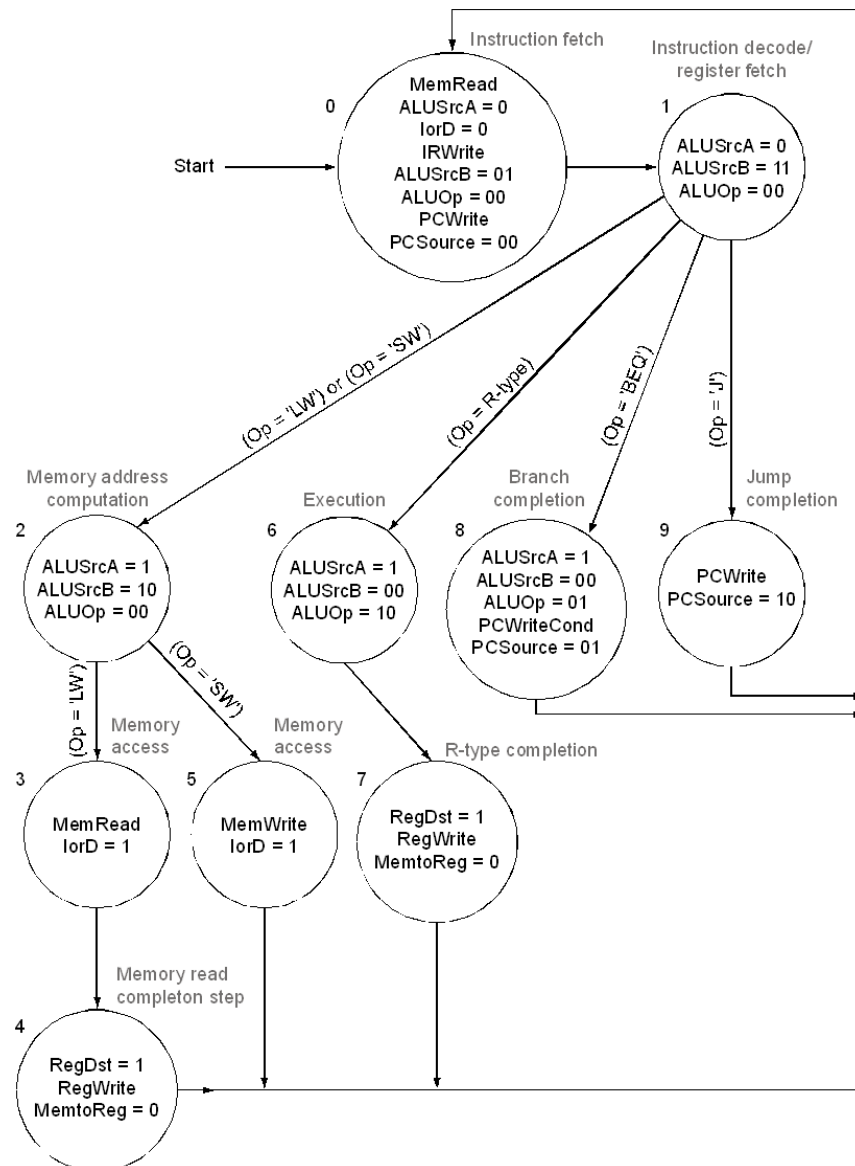 Instruction fetch
Instruction decode/
register fetch
0
MemRead
ALUSrcA = 0
IorD = 0
IRWrite
ALUSrcB = 01
ALUOp = 00
PCWrite
PCSource = 00
1
ALUSrcA = 0
ALUSrcB = 11
ALUOp = 00
Start
(Op = 'LW') or (Op = 'SW')
(Op = R-type)
(Op = 'BEQ')
(Op = 'J')
Memory address
computation
2
ALUSrcA = 1
ALUSrcB = 10
ALUOp = 00
Execution
6
ALUSrcA = 1
ALUSrcB = 00
ALUOp = 10
Branch
completion
8
ALUSrcA = 1
ALUSrcB = 00
ALUOp = 01
PCWriteCond
PCSource = 01
Jump
completion
9
PCWrite
PCSource = 10
(Op = 'LW')
(Op = 'SW')
Memory
access
3
MemRead
IorD = 1
Memory
access
5
MemWrite
IorD = 1
R-type completion
7
RegDst = 1
RegWrite
MemtoReg = 0
Memory read
completon step
4
RegDst = 1
RegWrite
MemtoReg = 0